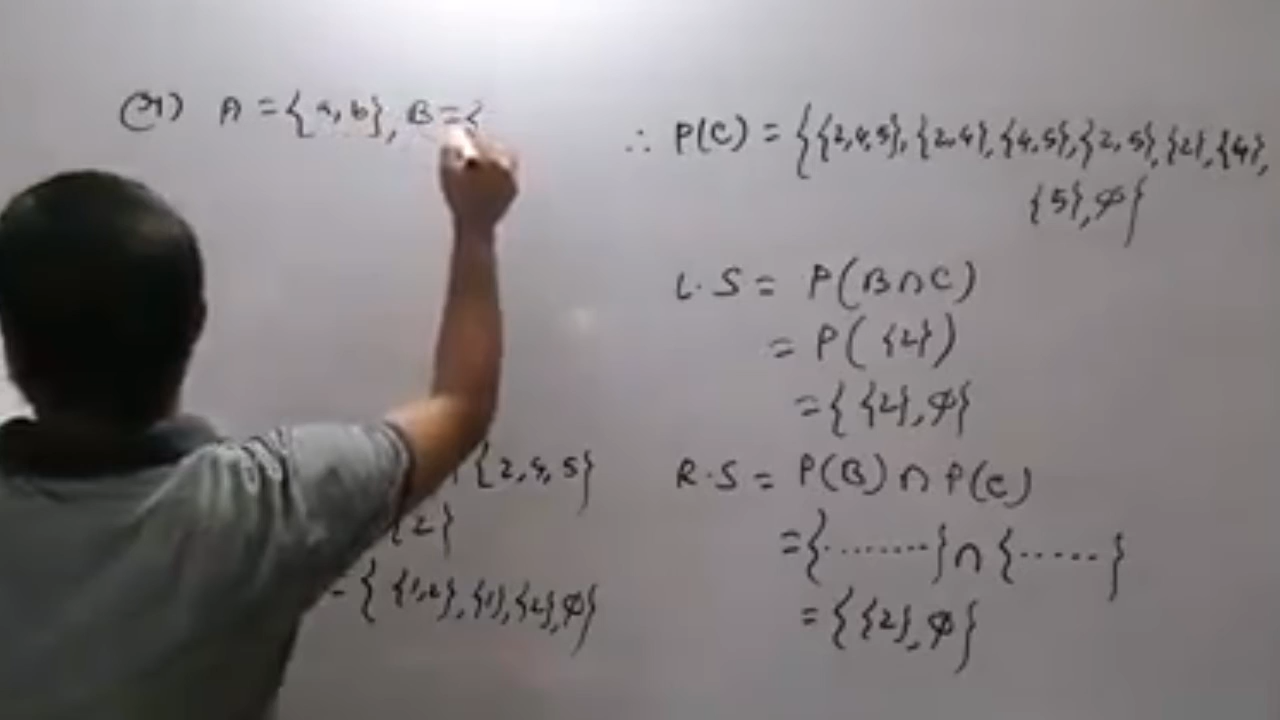 (গ) A = {a, b}, B = {
{2, 4, 5}
{2}
= { {1,2}, {1}, {2}, Φ}
∴ P(C) = {{2,4,5}, {2,4}, {4,5}, {2,5}, {2}, {4},
{5}, Φ}
L.S = P(B∩C)
= P({2})
= { {2}, Φ}
R.S = P(B) ∩ P(C)
= {.........} ∩ {......}
= {{2}, Φ}